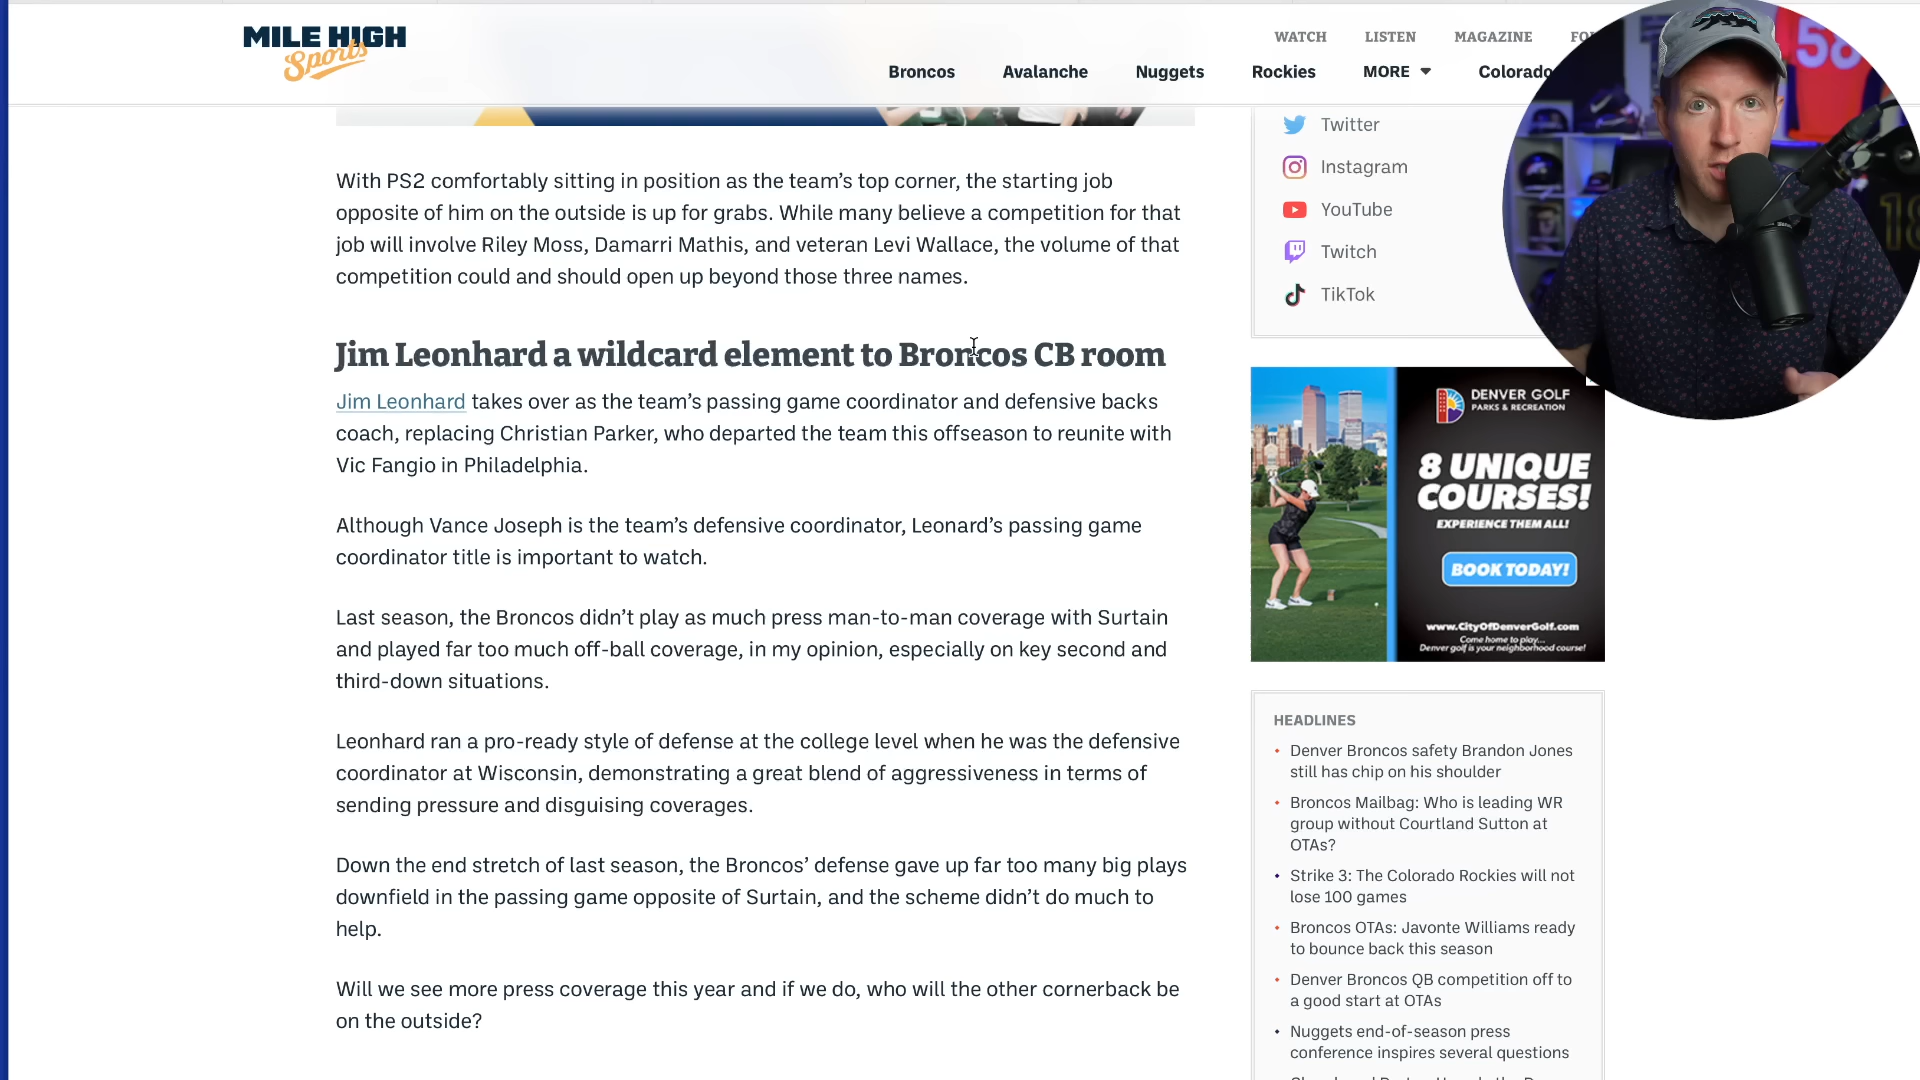 MILE HIGH
Sports
WATCH
LISTEN
MAGAZINE
Broncos
Avalanche
Nuggets
Rockies
MORE
Colorado
58
18
With PS2 comfortably sitting in position as the team’s top corner, the starting job
opposite of him on the outside is up for grabs. While many believe a competition for that
job will involve Riley Moss, Damarri Mathis, and veteran Levi Wallace, the volume of that
competition could and should open up beyond those three names.
Jim Leonhard a wildcard element to Broncos CB room
Jim Leonhard takes over as the team’s passing game coordinator and defensive backs
coach, replacing Christian Parker, who departed the team this offseason to reunite with
Vic Fangio in Philadelphia.
Although Vance Joseph is the team’s defensive coordinator, Leonard’s passing game
coordinator title is important to watch.
Last season, the Broncos didn’t play as much press man-to-man coverage with Surtain
and played far too much off-ball coverage, in my opinion, especially on key second and
third-down situations.
Leonhard ran a pro-ready style of defense at the college level when he was the defensive
coordinator at Wisconsin, demonstrating a great blend of aggressiveness in terms of
sending pressure and disguising coverages.
Down the end stretch of last season, the Broncos’ defense gave up far too many big plays
downfield in the passing game opposite of Surtain, and the scheme didn’t do much to
help.
Will we see more press coverage this year and if we do, who will the other cornerback be
on the outside?
Twitter
Instagram
YouTube
Twitch
TikTok
DENVER GOLF
PARKS & RECREATION
8 UNIQUE
COURSES!
EXPERIENCE THEM ALL!
BOOK TODAY!
www.CityOfDenverGolf.com
Come home to play...
Denver golf is your neighborhood course!
HEADLINES
Denver Broncos safety Brandon Jones
still has chip on his shoulder
Broncos Mailbag: Who is leading WR
group without Courtland Sutton at
OTAs?
Strike 3: The Colorado Rockies will not
lose 100 games
Broncos OTAs: Javonte Williams ready
to bounce back this season
Denver Broncos QB competition off to
a good start at OTAs
Nuggets end-of-season press
conference inspires several questions